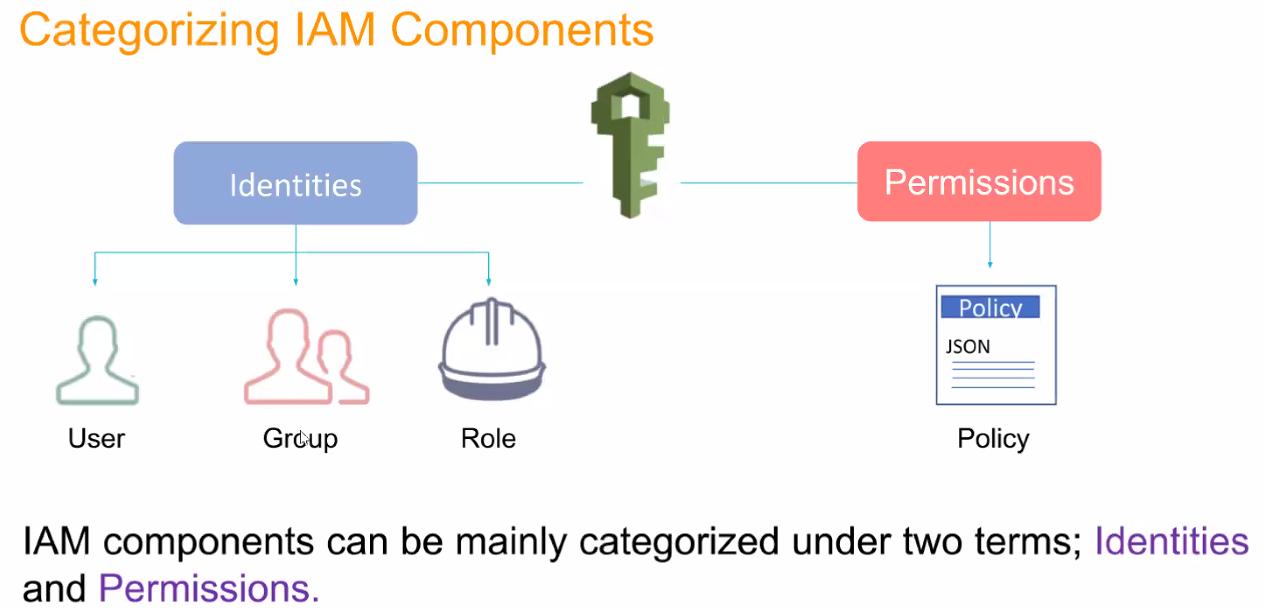 Categorizing IAM Components
Identities
Permissions
Policy
JSON
User
Group
Role
Policy
IAM components can be mainly categorized under two terms; Identities
and Permissions.